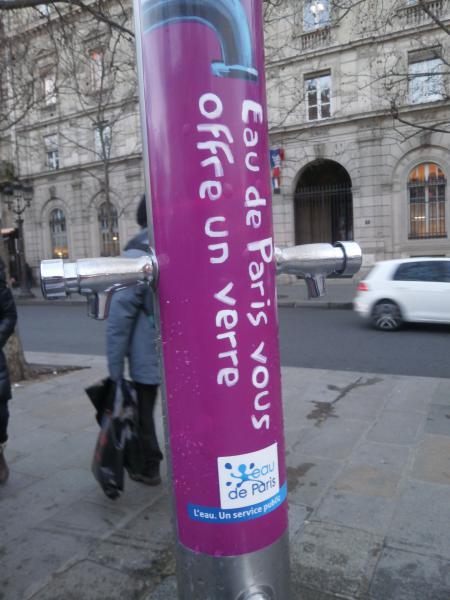 Eau de Paris vous
offre un verre
eau
de Paris
L'eau. Un service public